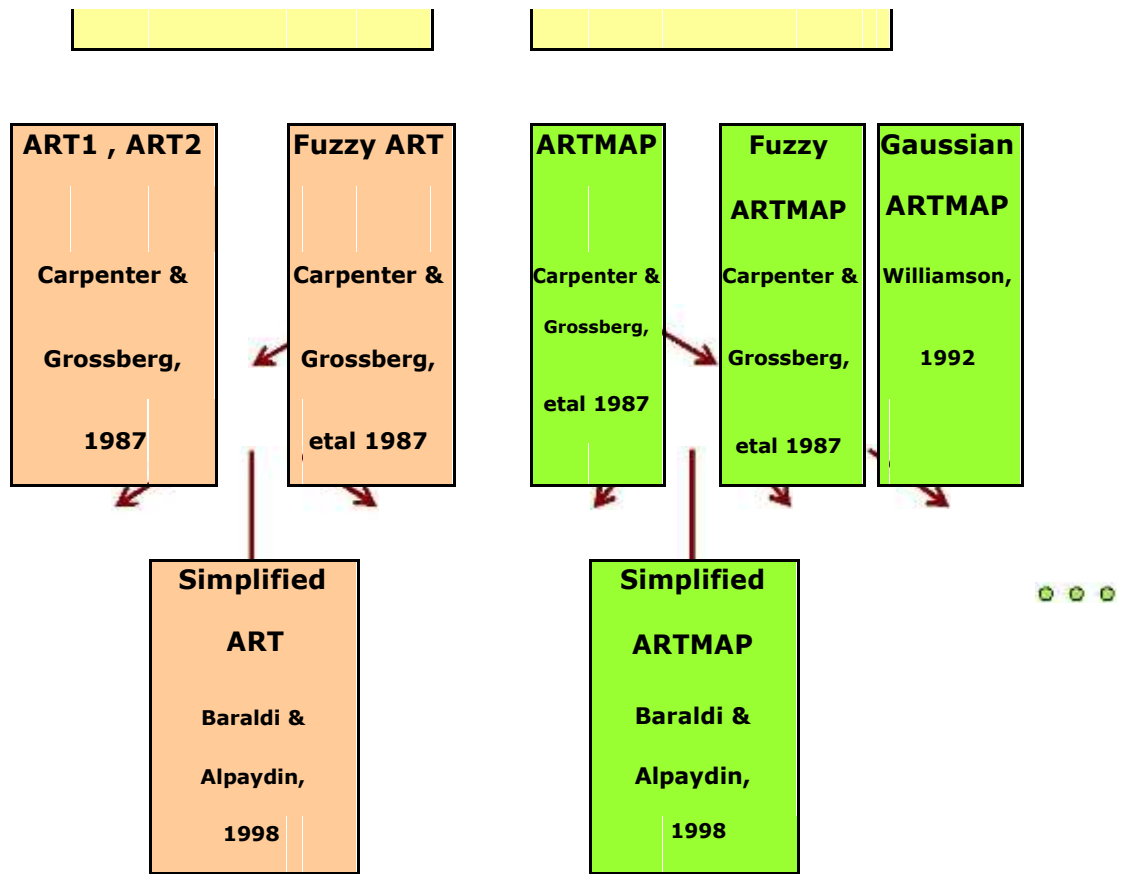 ART1 , ART2
Carpenter &
Grossberg,
1987
Fuzzy ART
Carpenter &
Grossberg,
etal 1987
ARTMAP
Carpenter &
Grossberg,
etal 1987
Fuzzy
ARTMAP
Carpenter &
Grossberg,
etal 1987
Gaussian
ARTMAP
Williamson,
1992
Simplified
ART
Baraldi &
Alpaydin,
1998
Simplified
ARTMAP
Baraldi &
Alpaydin,
1998